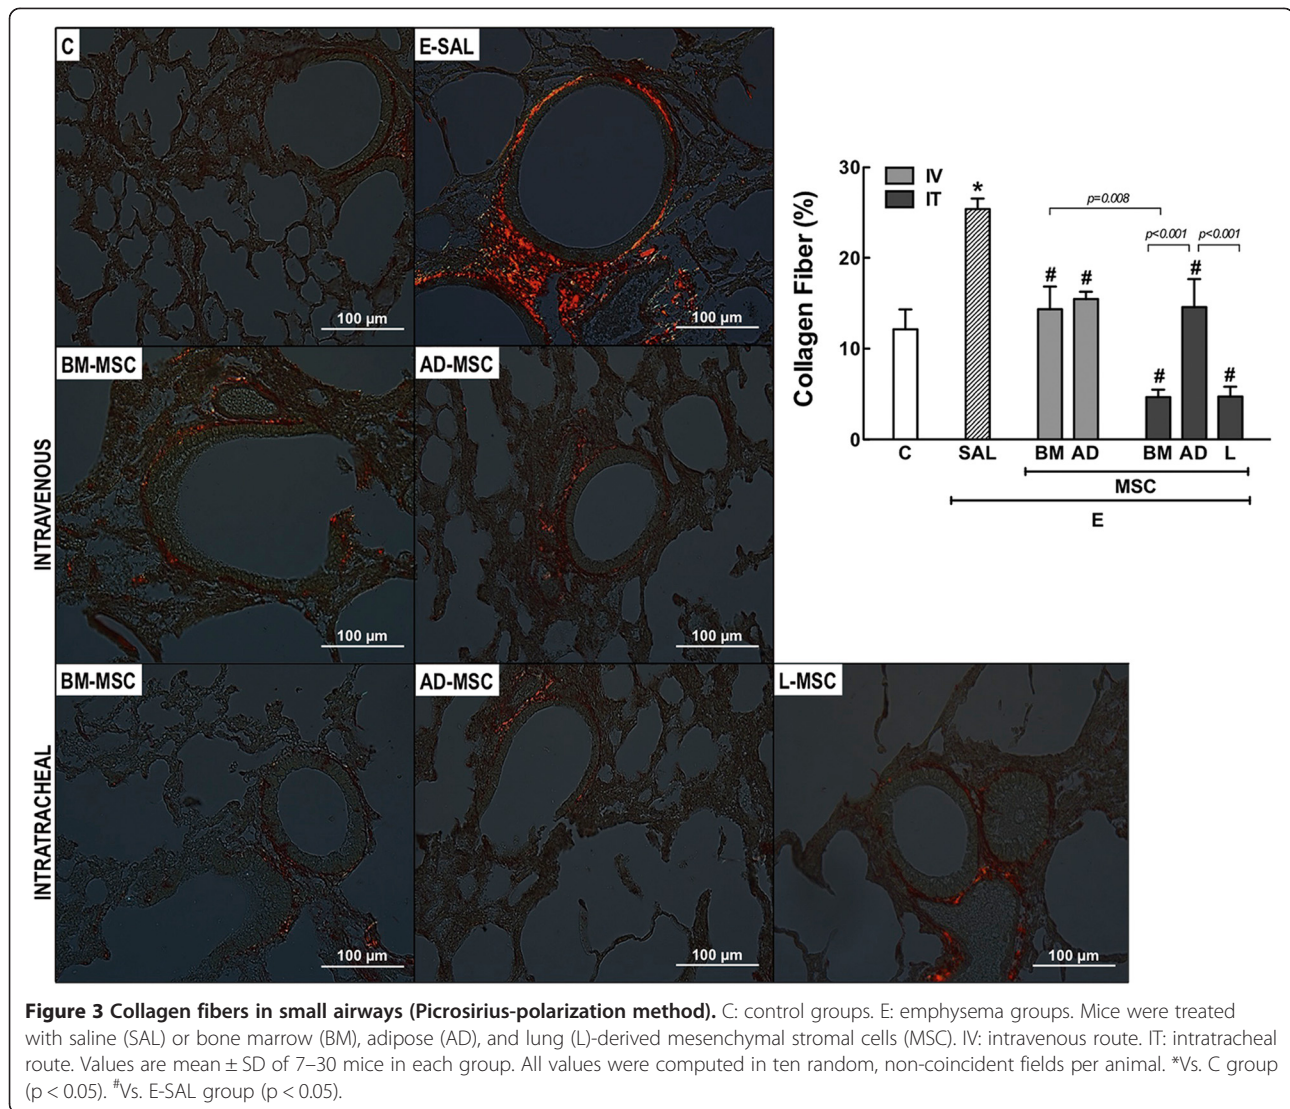 C
E-SAL
100 µm
100 µm
BM-MSC
AD-MSC
INTRAVENOUS
100 µm
100 µm
BM-MSC
AD-MSC
L-MSC
INTRATRACHEAL
100 µm
100 µm
100 µm
Collagen Fiber (%)
30
20
10
0
IV
IT
*
p=0.008
p<0.001
p<0.001
# # # # #
C SAL BM AD BM AD L
MSC
E
Figure 3 Collagen fibers in small airways (Picrosirius-polarization method). C: control groups. E: emphysema groups. Mice were treated
with saline (SAL) or bone marrow (BM), adipose (AD), and lung (L)-derived mesenchymal stromal cells (MSC). IV: intravenous route. IT: intratracheal
route. Values are mean ± SD of 7–30 mice in each group. All values were computed in ten random, non-coincident fields per animal. *Vs. C group
(p < 0.05). #Vs. E-SAL group (p < 0.05).